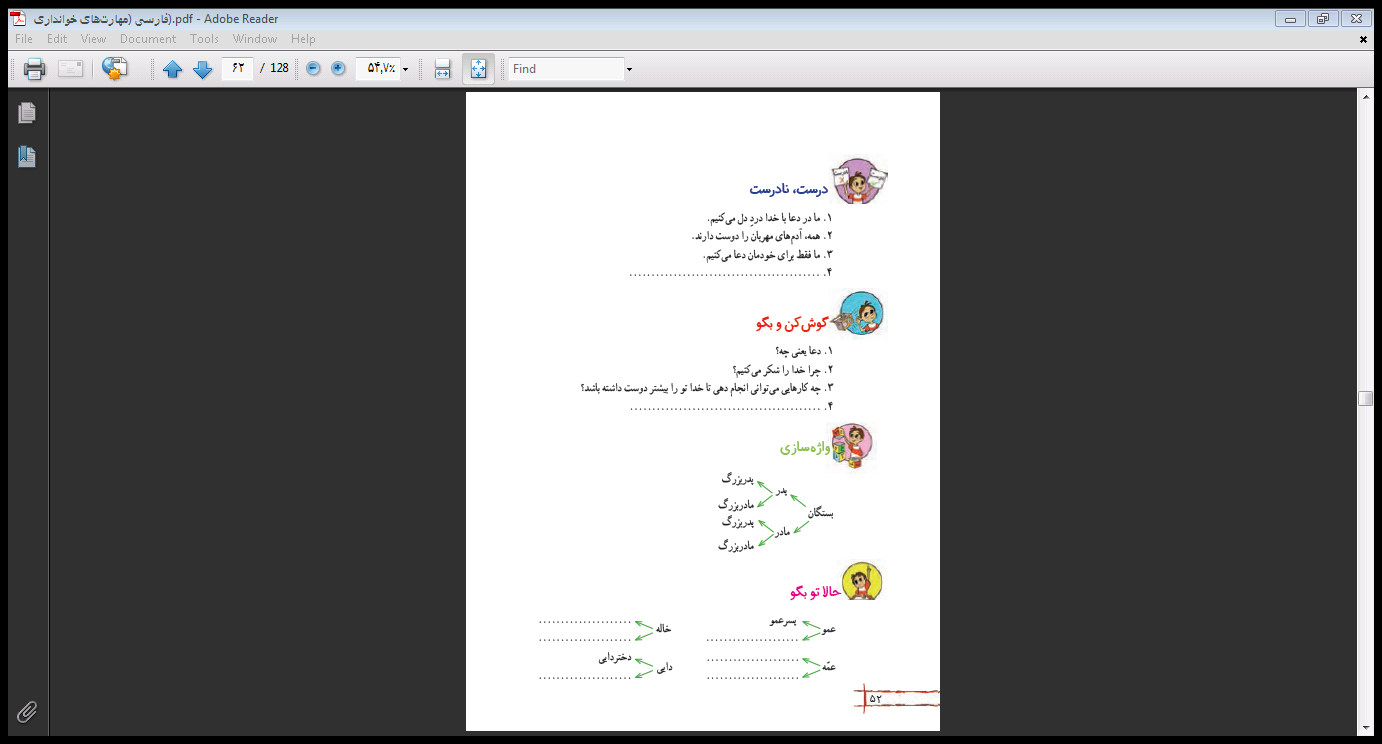 فارسی (مهارت‌های خوانداری).pdf - Adobe Reader
File Edit View Document Tools Window Help
۶۲ / 128 ۵۴,۷% Find
درست، نادرست
۱. ما در دعا با خدا دردِ دل می‌کنیم.
۲. همه، آدم‌های مهربان را دوست دارند.
۳. ما فقط برای خودمان دعا می‌کنیم.
۴. ...........................................
گوش کن و بگو
۱. دعا یعنی چه؟
۲. چرا خدا را شکر می‌کنیم؟
۳. چه کارهایی می‌توانی انجام دهی تا خدا تو را بیشتر دوست داشته باشد؟
۴. ...........................................
واژه‌سازی
بستگان
پدر
پدربزرگ
مادربزرگ
مادر
پدربزرگ
مادربزرگ
حالا تو بگو
عمو
پسرعمو
.....................
خاله
.....................
.....................
عمّه
.....................
.....................
دایی
دختردایی
.....................
۵۲